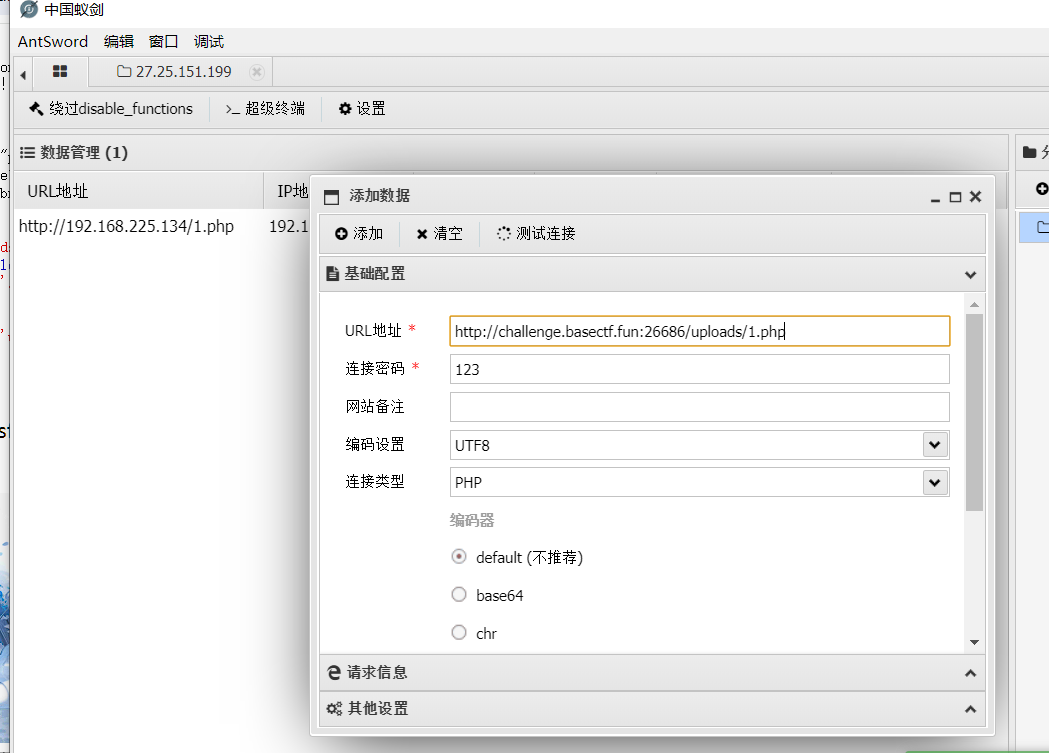 中国蚁剑
AntSword 编辑 窗口 调试
27.25.151.199
绕过disable_functions >_ 超级终端 设置
数据管理 (1)
URL地址 IP地
http://192.168.225.134/1.php 192.1
添加数据
添加 清空 测试连接
基础配置
URL地址 *
http://challenge.basectf.fun:26686/uploads/1.php
连接密码 *
123
网站备注
编码设置
UTF8
连接类型
PHP
编码器
default (不推荐)
base64
chr
请求信息
其他设置